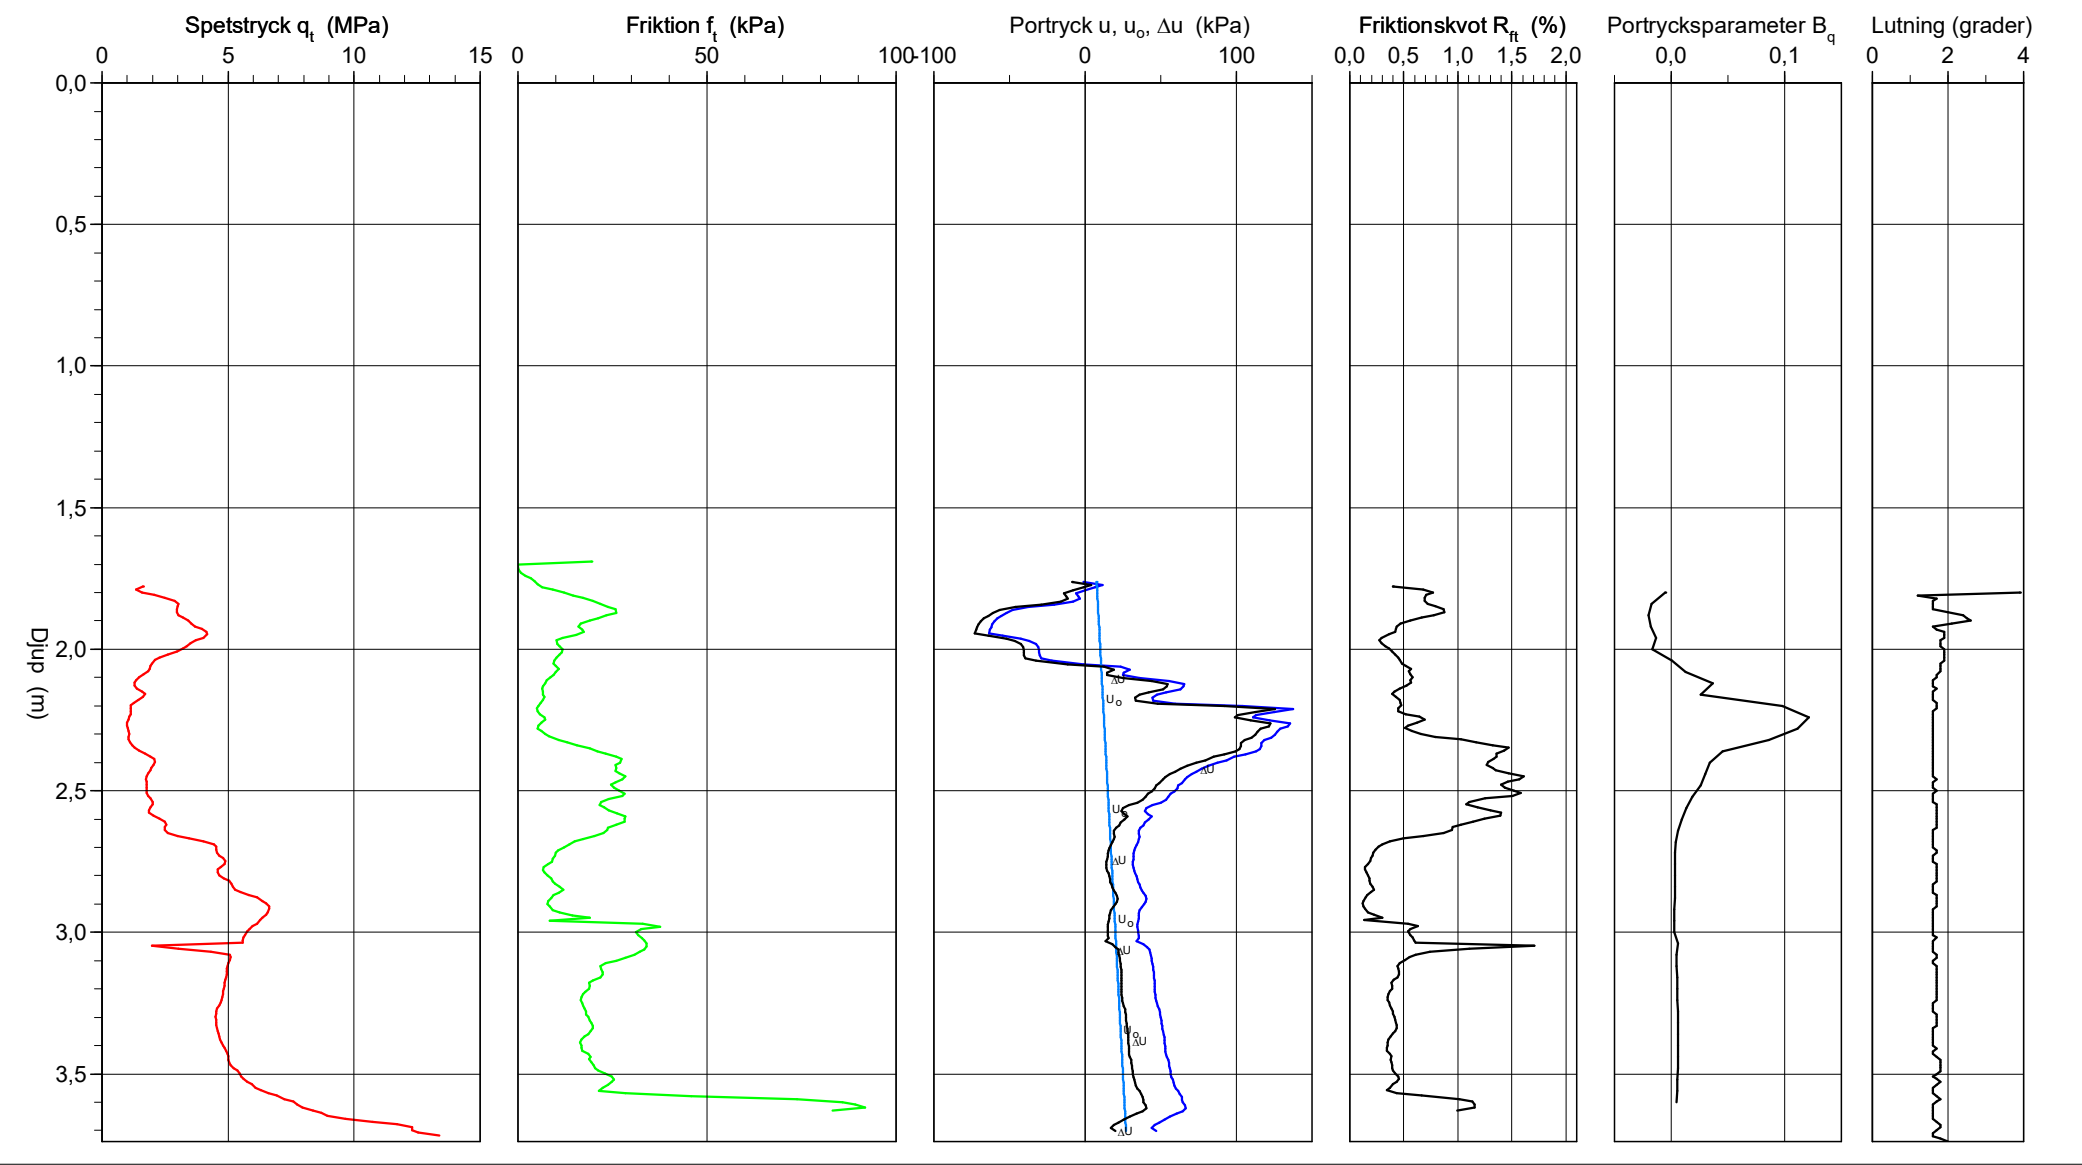 Spetstryck qt (MPa) Friktion ft (kPa) Portryck u, uo, Δu (kPa) Friktionskvot Rft (%) Portrycksparameter Bq Lutning (grader)
0 5 10 15 0 50 100 -100 0 100 0,0 0,5 1,0 1,5 2,0 0,0 0,1 0 2 4
0,0
0,5
1,0
1,5
2,0
2,5
3,0
3,5
Djup (m)
ΔU
Uo
ΔU
Uo
ΔU
Uo
ΔU
Uo
ΔU
ΔU